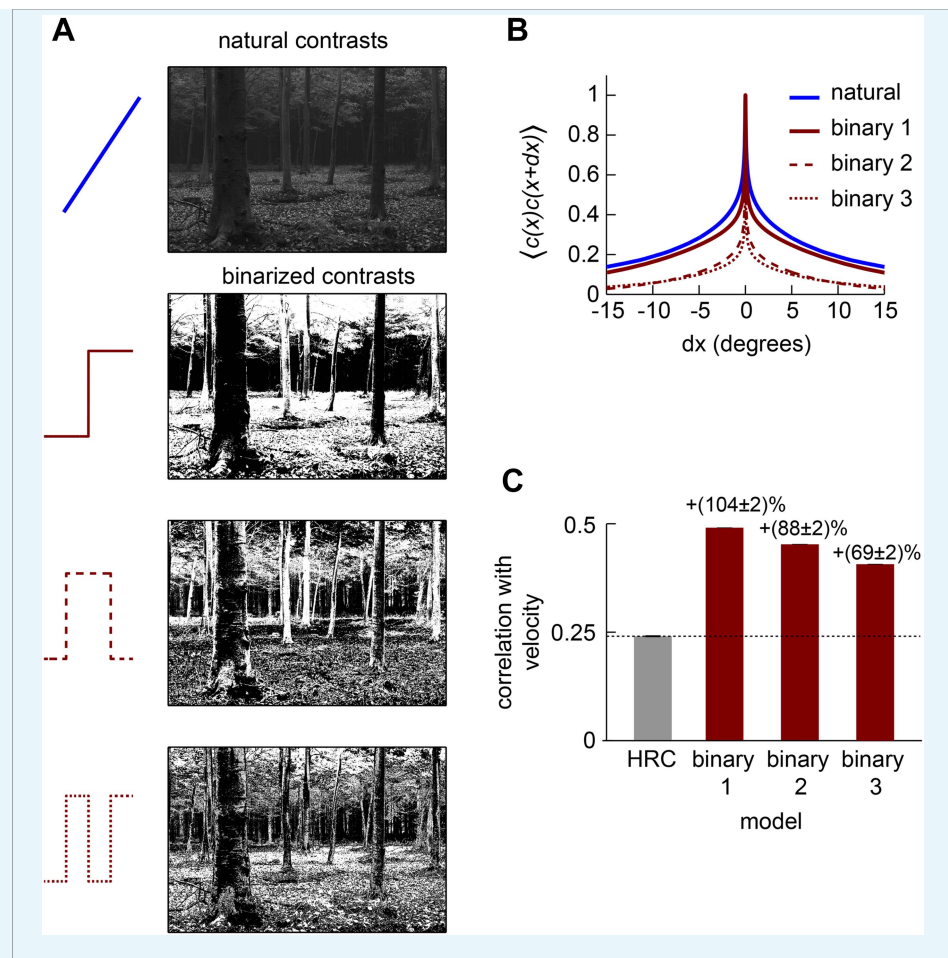 A
natural contrasts
binarized contrasts
B
⟨c(x)c(x+dx)⟩
1
0.8
0.6
0.4
0.2
0
-15 -10 -5 0 5 10 15
dx (degrees)
natural
binary 1
binary 2
binary 3
C
correlation with
velocity
0.5
0.25
0
+(104±2)%
+(88±2)%
+(69±2)%
HRC binary binary binary
1 2 3
model